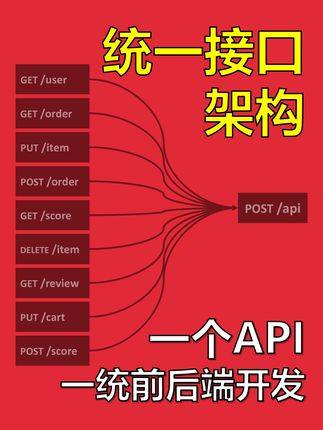 统一接口
架构
GET /user
GET /order
PUT /item
POST /order
GET /score
DELETE /item
GET /review
PUT /cart
POST /score
POST /api
一个API
一统前后端开发